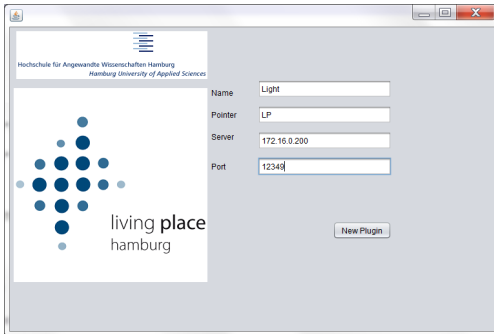 Hochschule für Angewandte Wissenschaften Hamburg
Hamburg University of Applied Sciences
Name
Light
Pointer
LP
Server
172.16.0.200
Port
12349
living place
hamburg
New Plugin